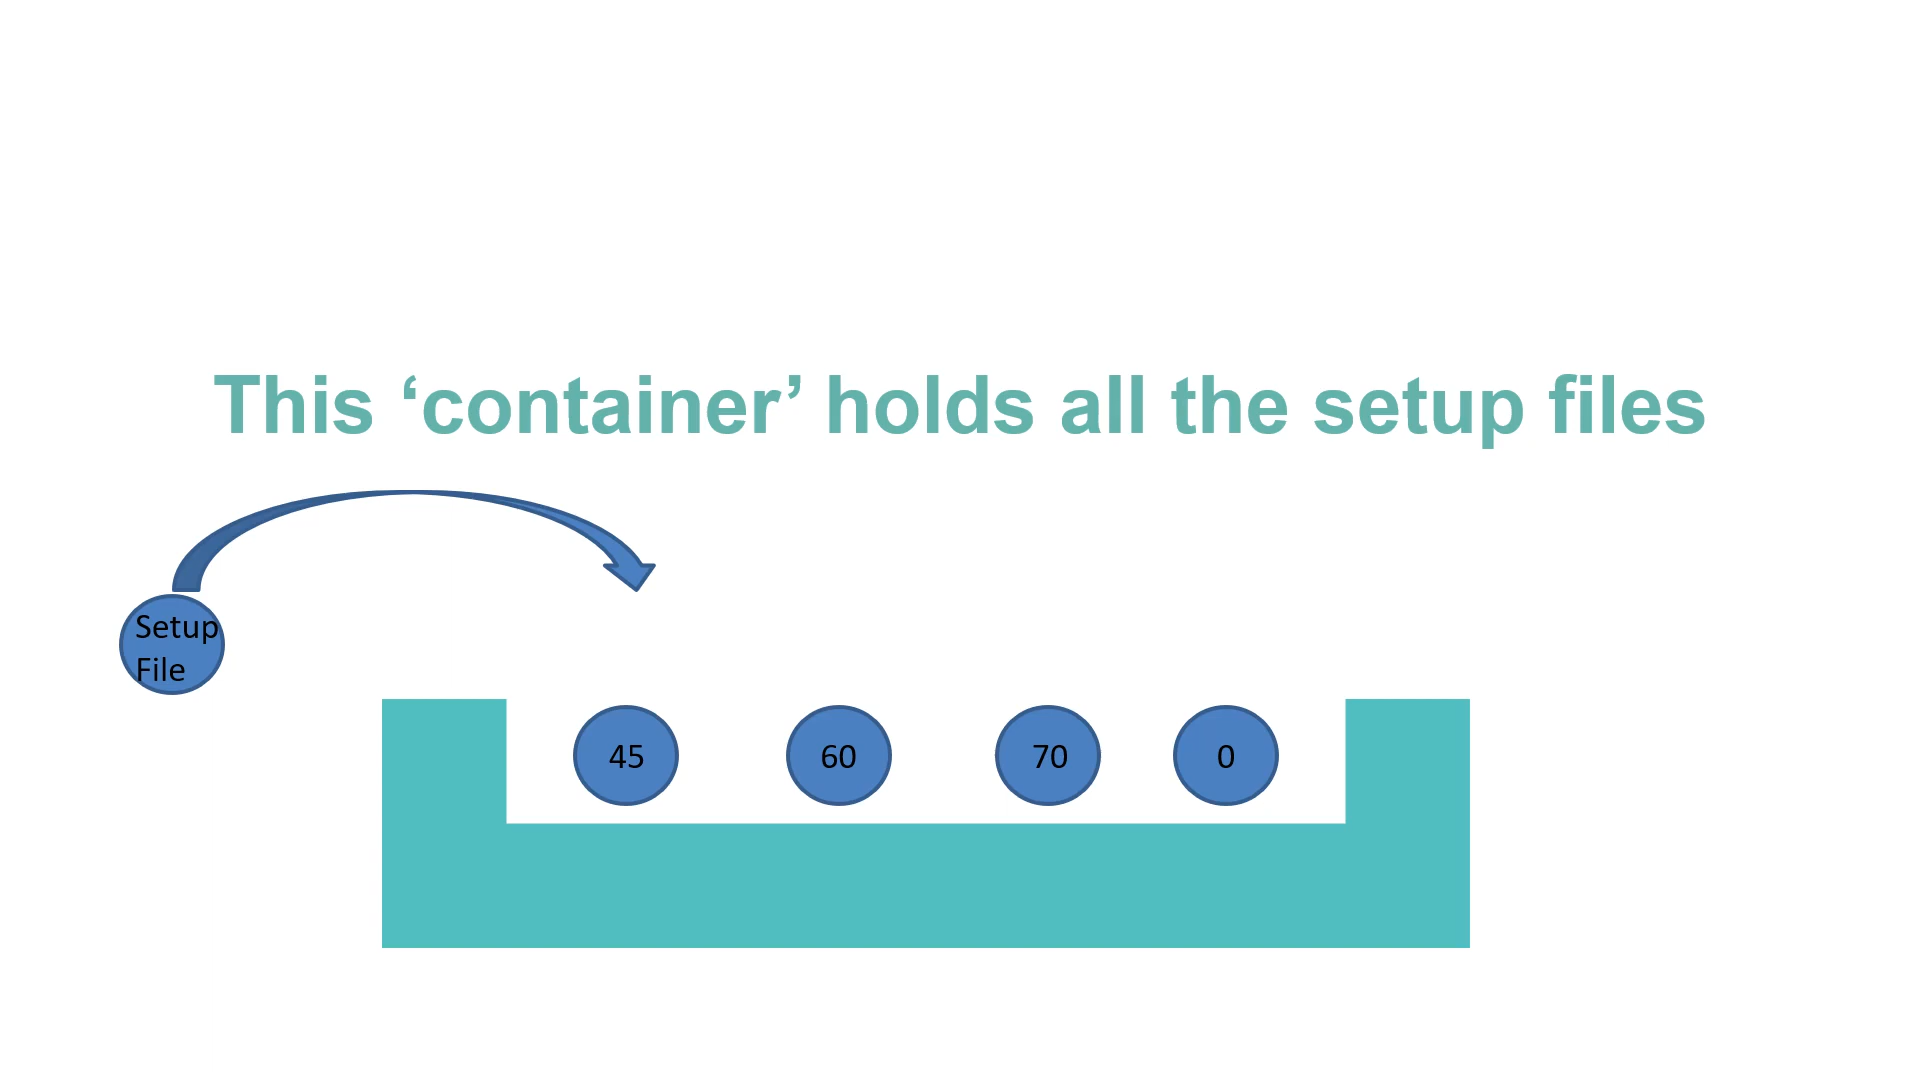 This ‘container’ holds all the setup files
Setup
File
45
60
70
0